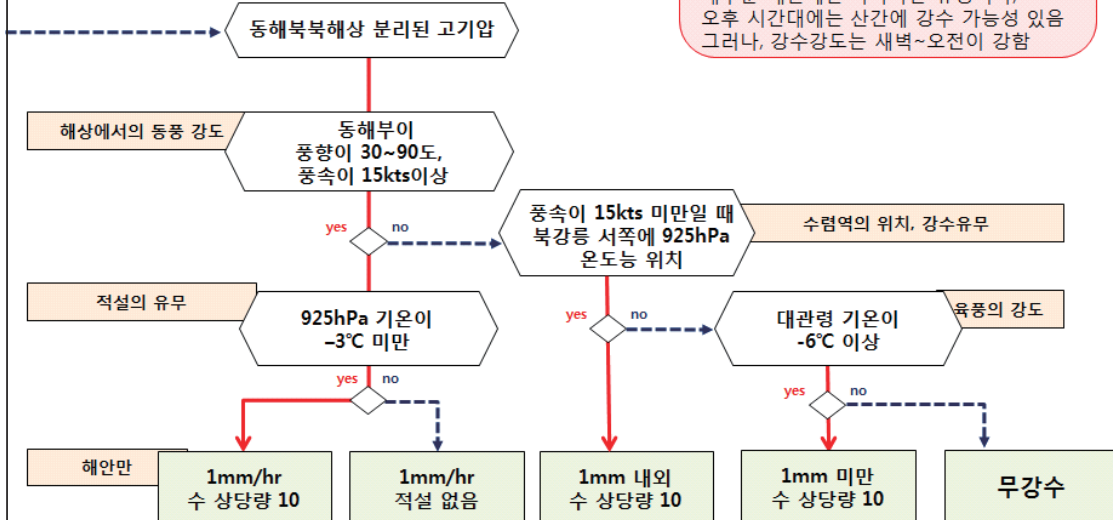 오후 시간대에는 산간에 강수 가능성 있음
그러나, 강수강도는 새벽~오전이 강함
동해북북해상 분리된 고기압
해상에서의 동풍 강도
동해부이
풍향이 30~90도,
풍속이 15kts이상
yes
no
풍속이 15kts 미만일 때
북강릉 서쪽에 925hPa
온도능 위치
수렴역의 위치, 강수유무
적설의 유무
925hPa 기온이
–3℃ 미만
yes
no
대관령 기온이
-6℃ 이상
육풍의 강도
yes
no
yes
no
해안만
1mm/hr
수 상당량 10
1mm/hr
적설 없음
1mm 내외
수 상당량 10
1mm 미만
수 상당량 10
무강수